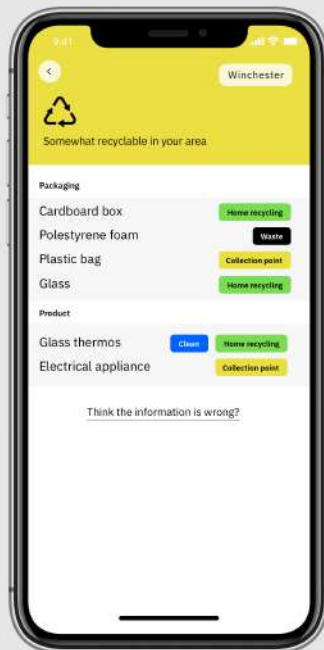 9:41
Winchester
Somewhat recyclable in your area
Packaging
Cardboard box Home recycling
Polestyrene foam Waste
Plastic bag Collection point
Glass Home recycling
Product
Glass thermos Clean Home recycling
Electrical appliance Collection point
Think the information is wrong?